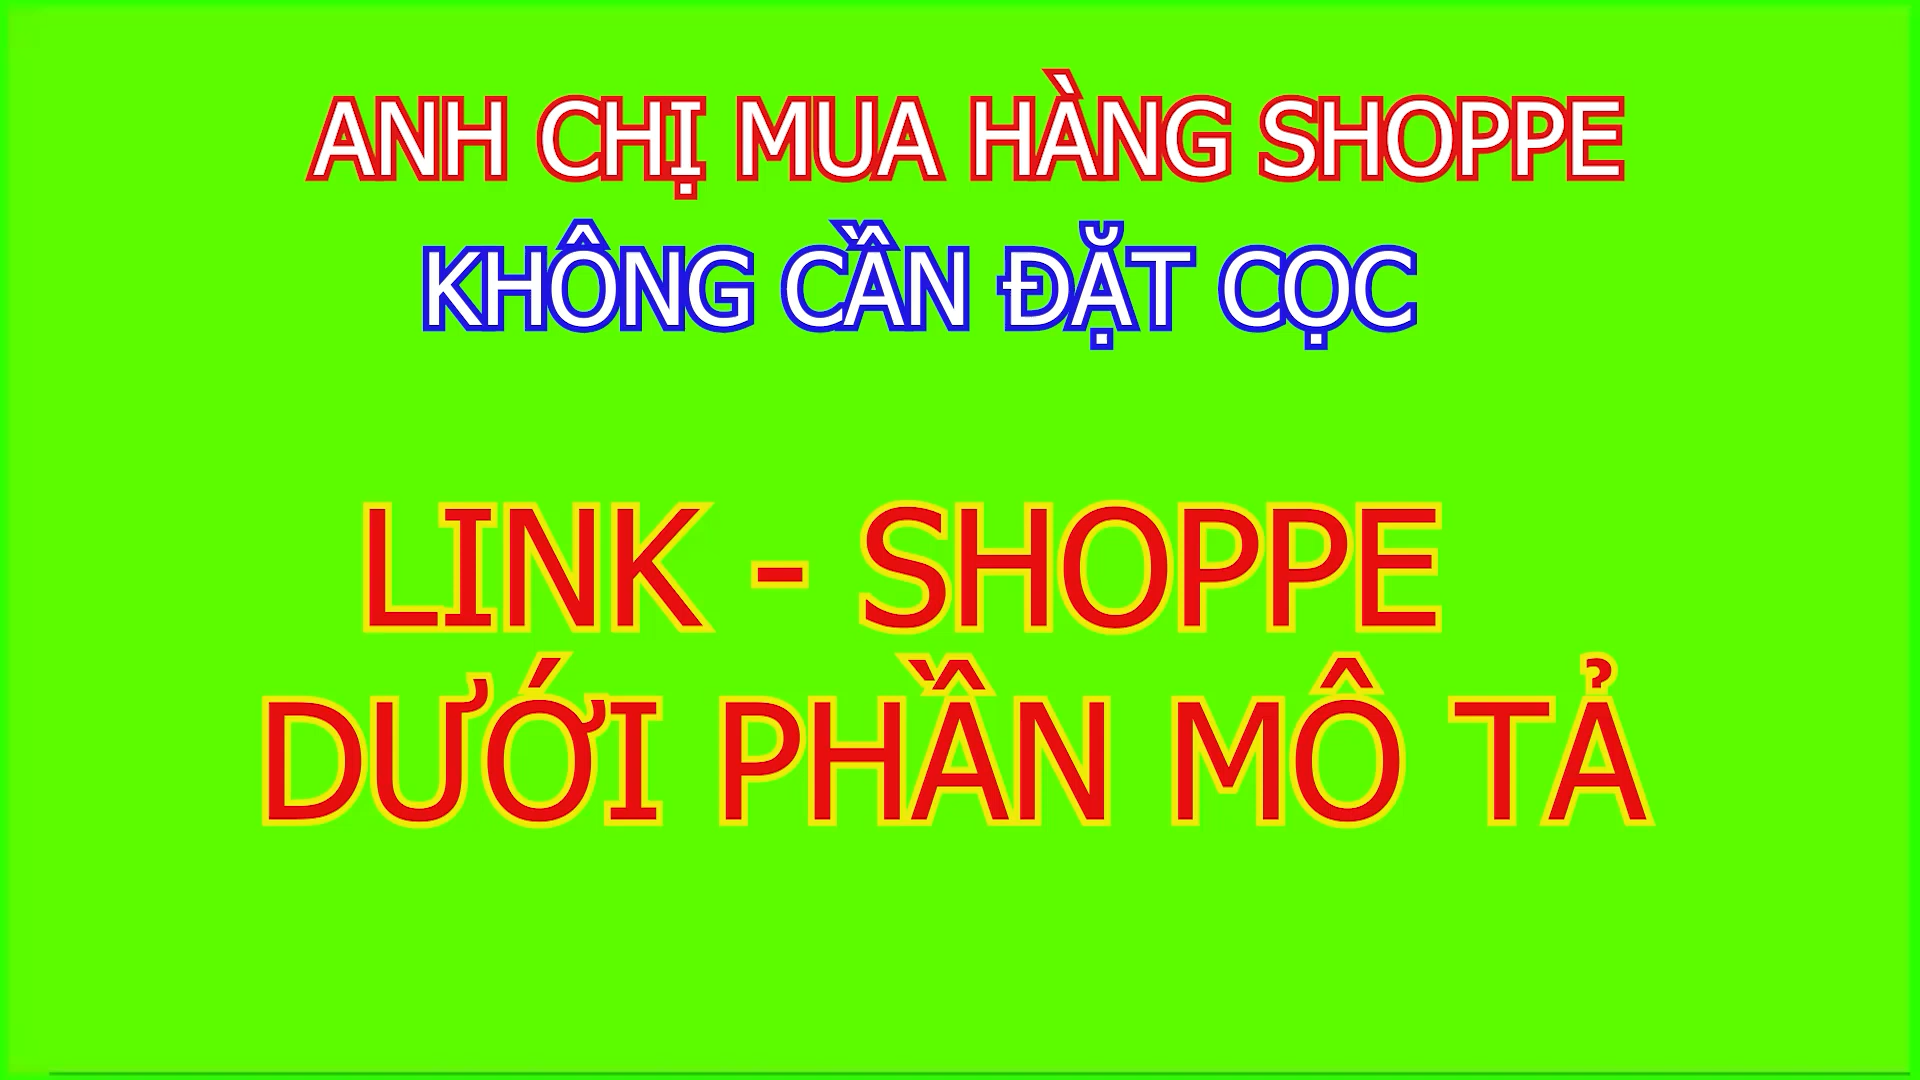 ANH CHỊ MUA HÀNG SHOPPE
KHÔNG CẦN ĐẶT CỌC
LINK - SHOPPE
DƯỚI PHẦN MÔ TẢ